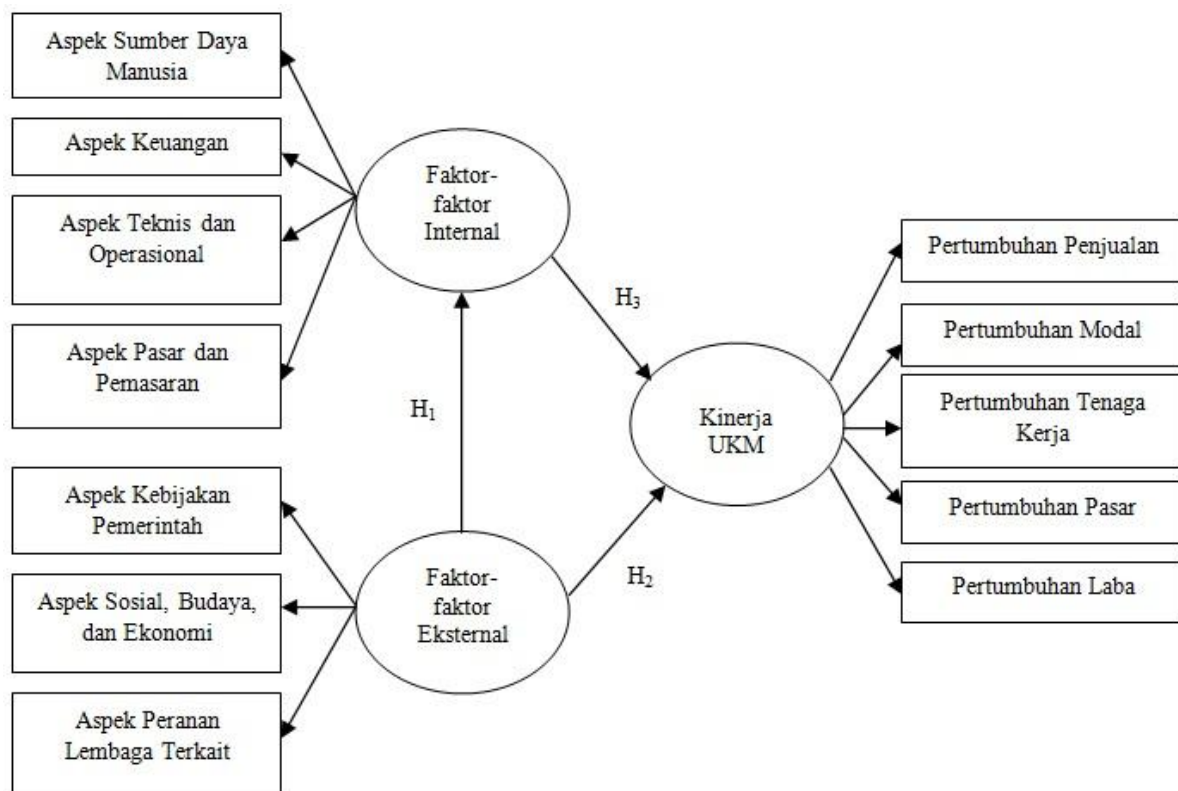 Aspek Sumber Daya
Manusia
Aspek Keuangan
Aspek Teknis dan
Operasional
Aspek Pasar dan
Pemasaran
Faktor-
faktor
Internal
H1
H3
Aspek Kebijakan
Pemerintah
Aspek Sosial, Budaya,
dan Ekonomi
Aspek Peranan
Lembaga Terkait
Faktor-
faktor
Eksternal
H2
Kinerja
UKM
Pertumbuhan Penjualan
Pertumbuhan Modal
Pertumbuhan Tenaga
Kerja
Pertumbuhan Pasar
Pertumbuhan Laba